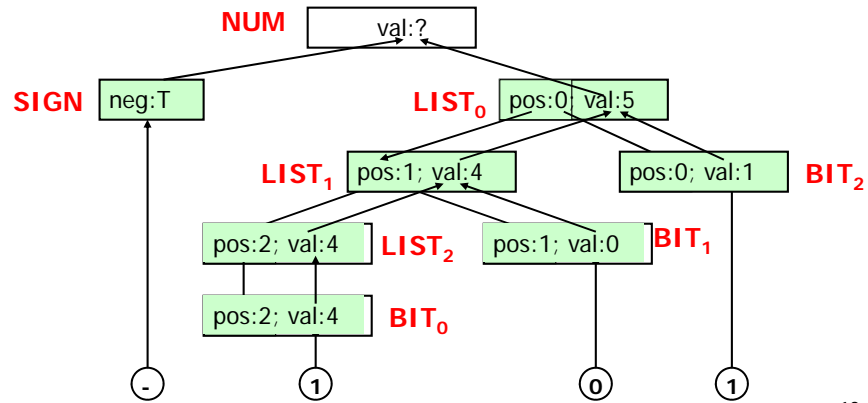 NUM val:?
SIGN neg:T LIST₀ pos:0; val:5
LIST₁ pos:1; val:4 pos:0; val:1 BIT₂
pos:2; val:4 LIST₂ pos:1; val:0 BIT₁
pos:2; val:4 BIT₀
- 1 0 1